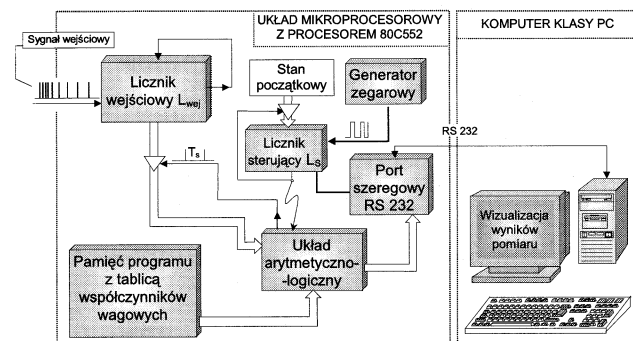 UKŁAD MIKROPROCESOROWY
Z PROCESOREM 80C552
KOMPUTER KLASY PC
Sygnał wejściowy
Licznik
wejściowy Lwej
Stan
początkowy
Generator
zegarowy
RS 232
Ts
Licznik
sterujący LS
Port
szeregowy
RS 232
Wizualizacja
wyników
pomiaru
Układ
arytmetyczno-
-logiczny
Pamięć programu
z tablicą
współczynników
wagowych